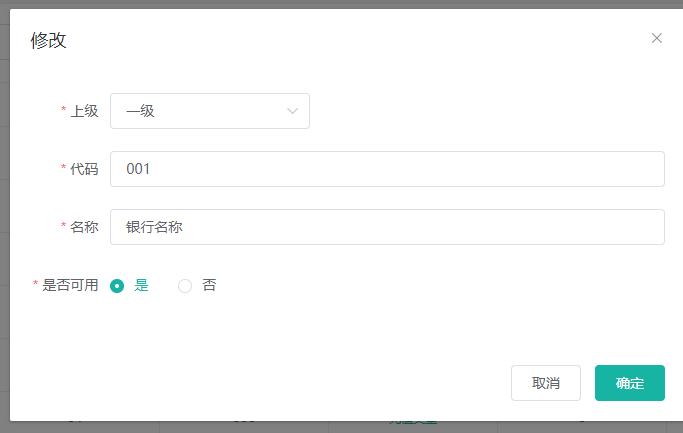 修改
* 上级 一级
* 代码 001
* 名称 银行名称
* 是否可用 是 否
取消 确定